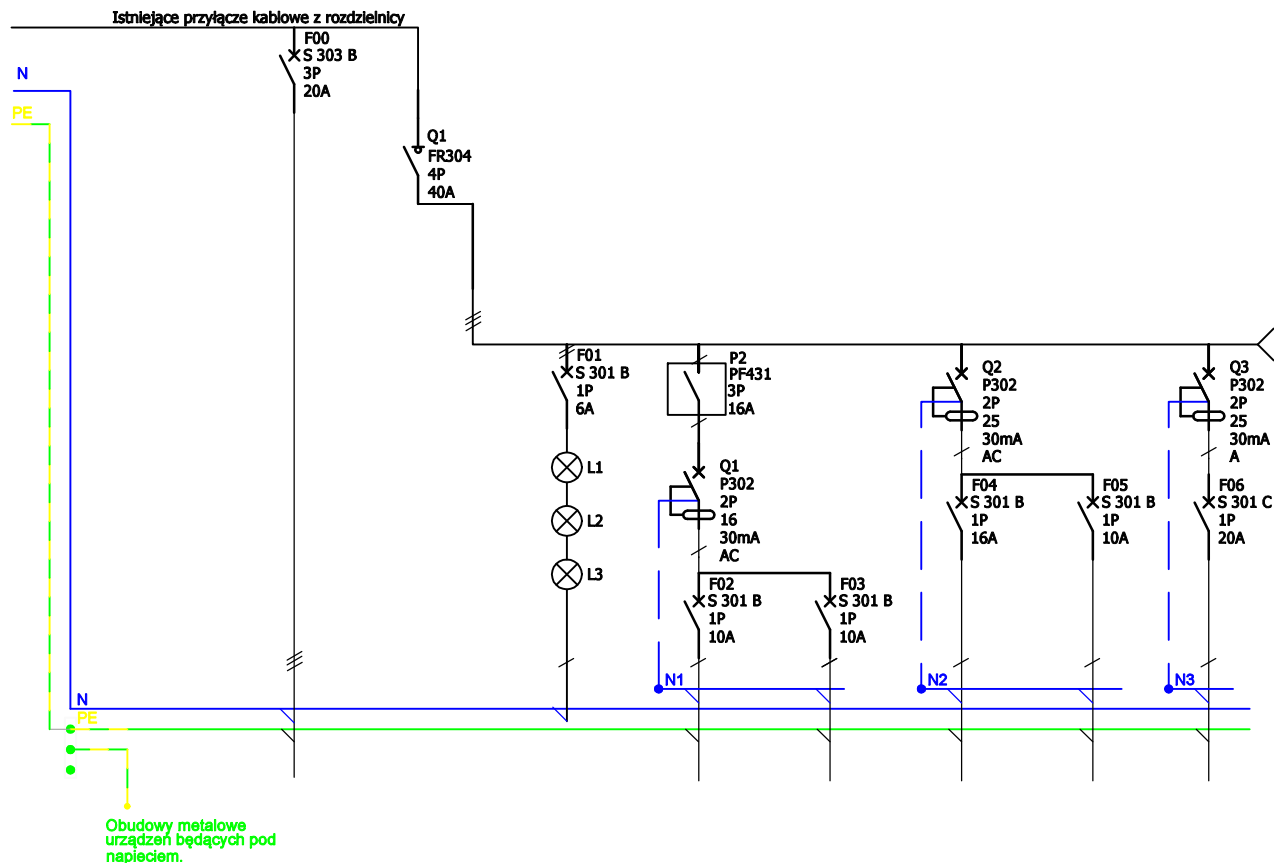 Istniejące przyłącze kablowe z rozdzielnicy
F00
S 303 B
3P
20A
N
PE
Q1
FR304
4P
40A
F01
S 301 B
1P
6A
L1
L2
L3
P2
PF431
3P
16A
Q1
P302
2P
16
30mA
AC
F02
S 301 B
1P
10A
F03
S 301 B
1P
10A
Q2
P302
2P
25
30mA
AC
F04
S 301 B
1P
16A
F05
S 301 B
1P
10A
Q3
P302
2P
25
30mA
A
F06
S 301 C
1P
20A
N1
N2
N3
N
PE
Obudowy metalowe
urządzeń będących pod
napieciem.